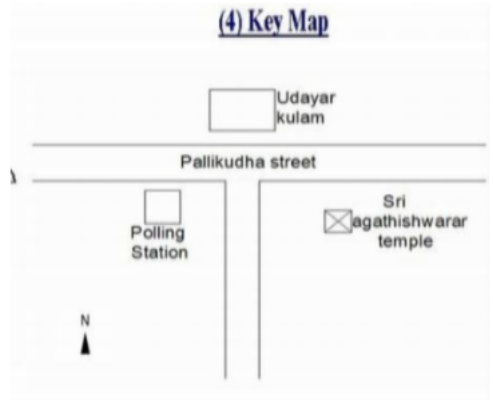 (4) Key Map
Udayar
kulam
Pallikudha street
Polling
Station
Sri
agathishwarar
temple
N